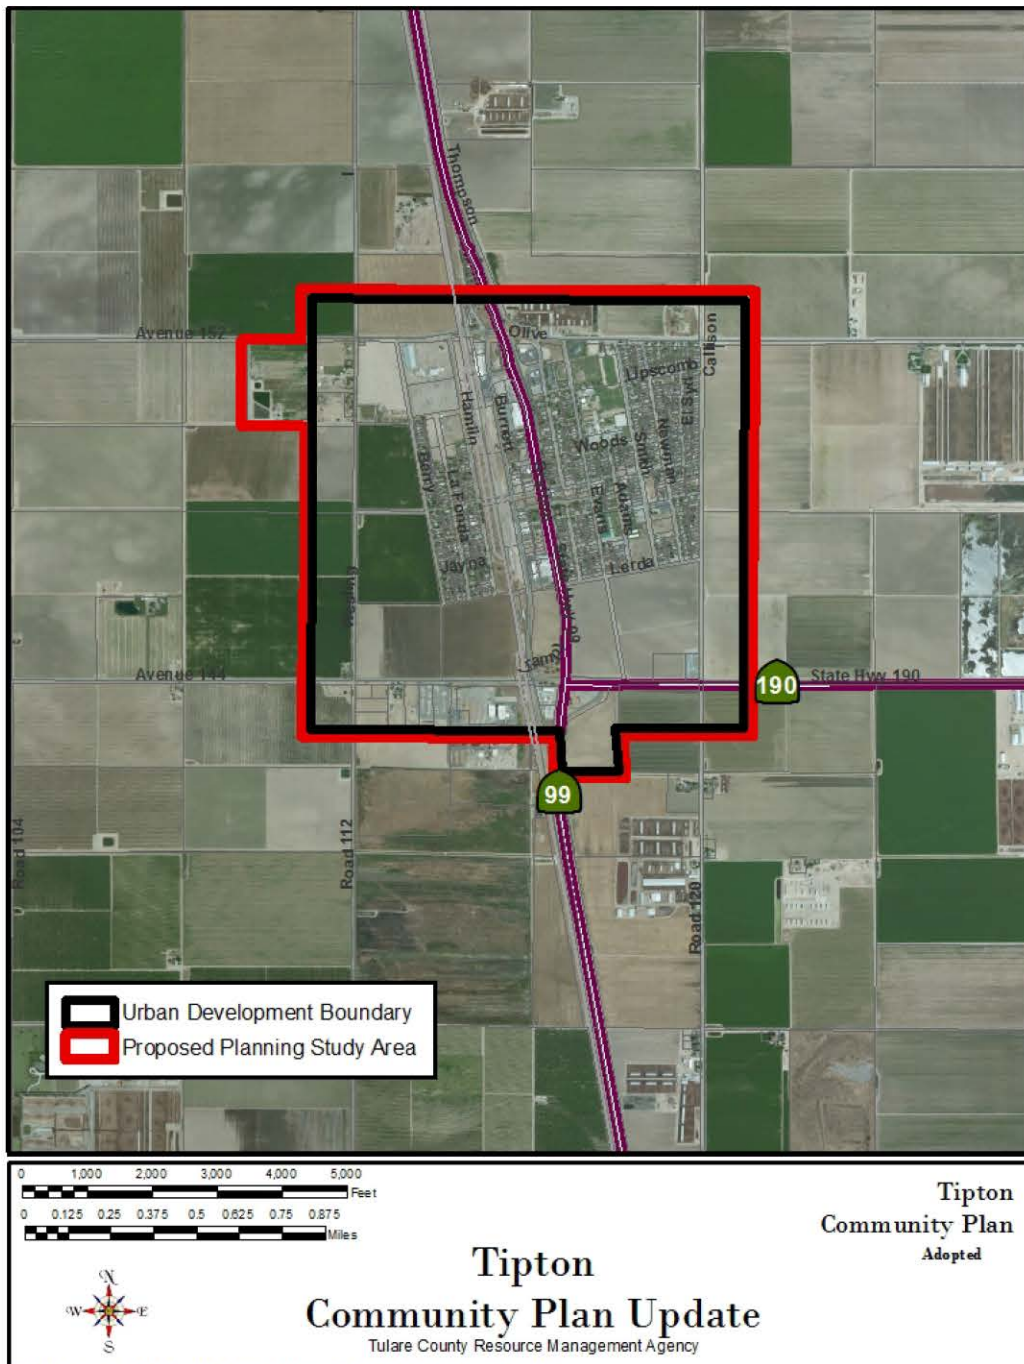 Thompson
Avenue 152
Olive
Callison
Lipscomb
El Syd
Hamlin
Burnett
Woods
Smith
Newman
Berry
La Fonda
Evans
Adams
Jayna
Lerda
State Hwy 99
Avenue 144
State Hwy 190
190
99
Road 104
Road 112
Road 120
Urban Development Boundary
Proposed Planning Study Area
0 1,000 2,000 3,000 4,000 5,000
Feet
0 0.125 0.25 0.375 0.5 0.625 0.75 0.875
Miles
N
W E
S
Tipton
Community Plan Update
Tulare County Resource Management Agency
Tipton
Community Plan
Adopted